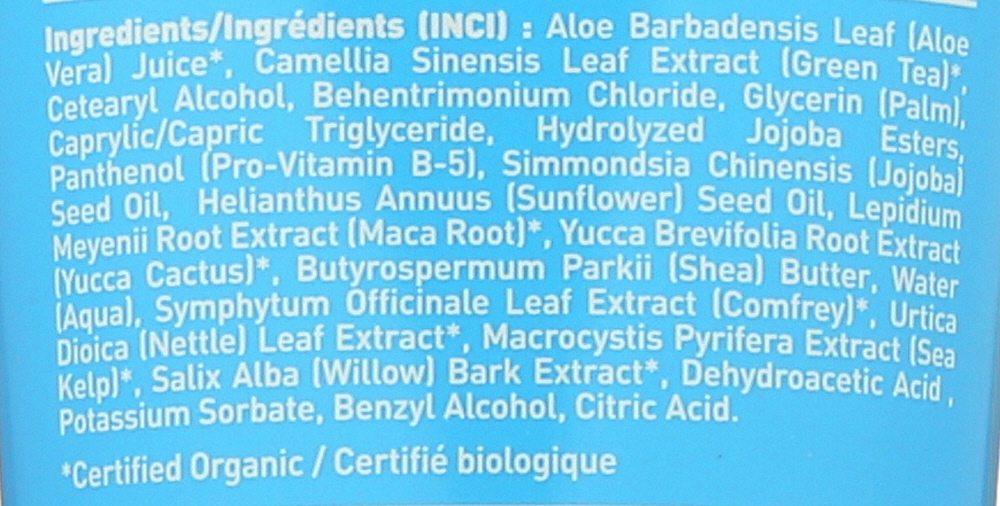 Ingredients/Ingrédients (INCI) : Aloe Barbadensis Leaf (Aloe
Vera) Juice*, Camellia Sinensis Leaf Extract (Green Tea)*,
Cetearyl Alcohol, Behentrimonium Chloride, Glycerin (Palm),
Caprylic/Capric Triglyceride, Hydrolyzed Jojoba Esters,
Panthenol (Pro-Vitamin B-5), Simmondsia Chinensis (Jojoba)
Seed Oil, Helianthus Annuus (Sunflower) Seed Oil, Lepidium
Meyenii Root Extract (Maca Root)*, Yucca Brevifolia Root Extract
(Yucca Cactus)*, Butyrospermum Parkii (Shea) Butter, Water
(Aqua), Symphytum Officinale Leaf Extract (Comfrey)*, Urtica
Dioica (Nettle) Leaf Extract*, Macrocystis Pyrifera Extract (Sea
Kelp)*, Salix Alba (Willow) Bark Extract*, Dehydroacetic Acid ,
Potassium Sorbate, Benzyl Alcohol, Citric Acid.
*Certified Organic / Certifié biologique